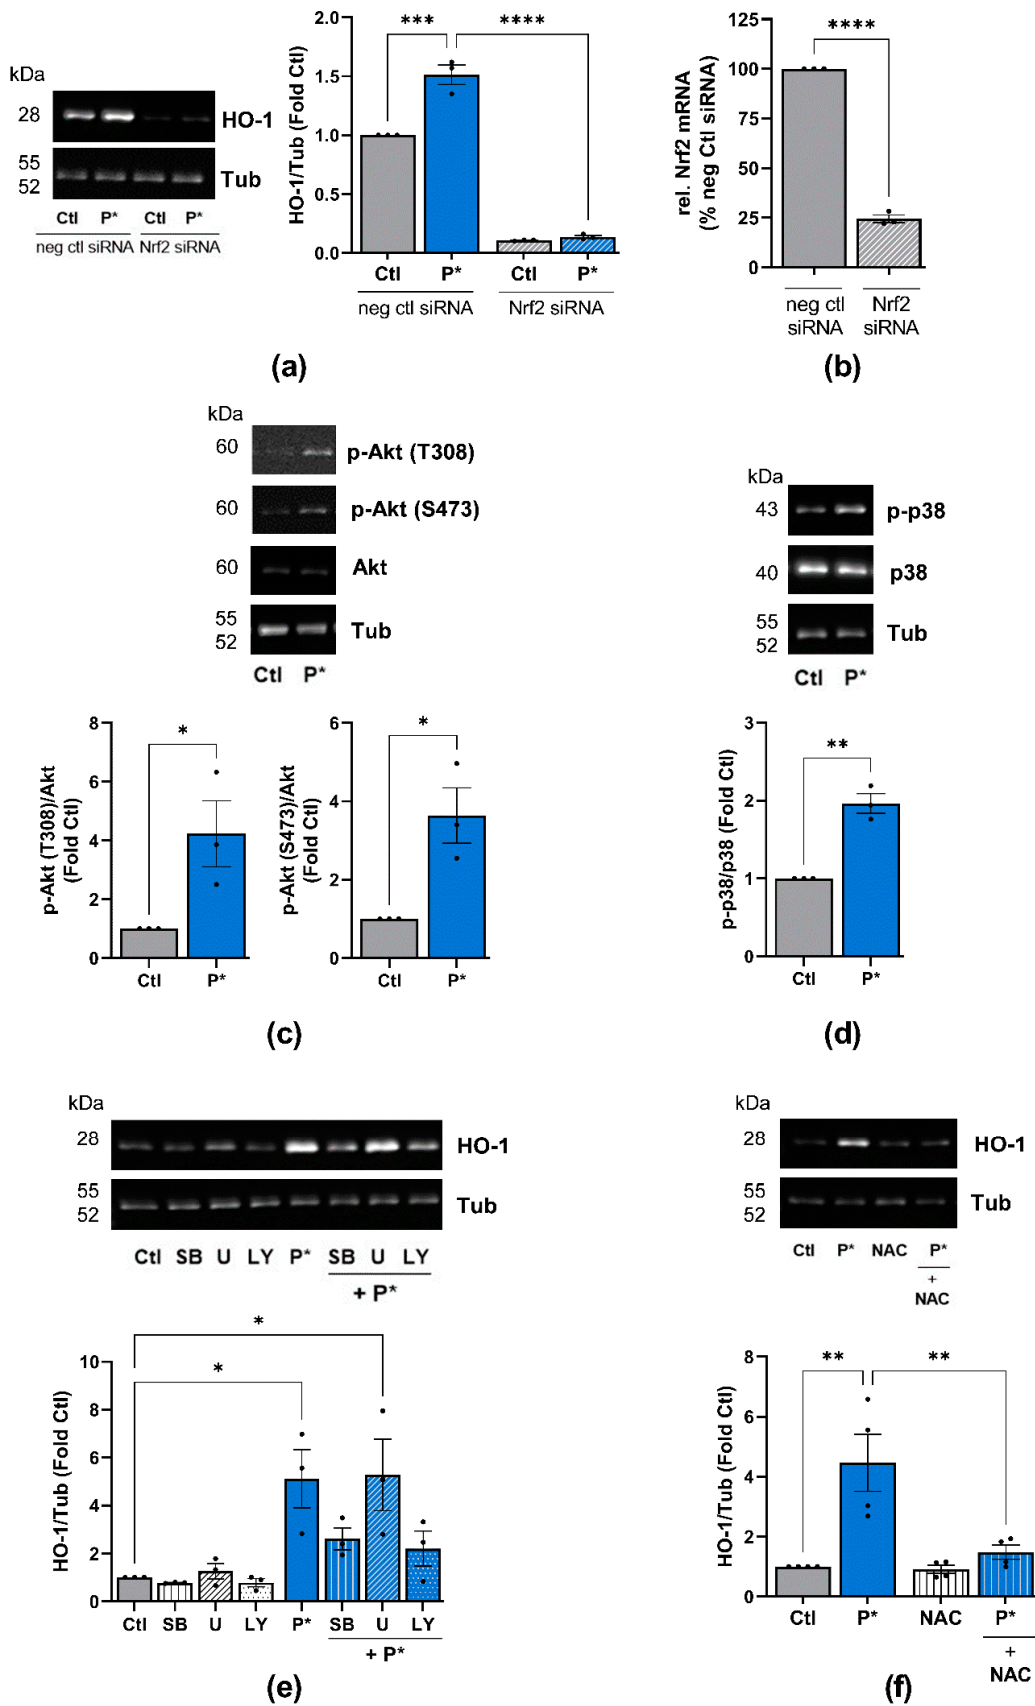 kDa
28
HO-1
55
52
Tub
Ctl P* Ctl P*
neg ctl siRNA Nrf2 siRNA
HO-1/Tub (Fold Ctl)
2.0
1.5
1.0
0.5
0.0
*** ****
Ctl P* Ctl P*
neg ctl siRNA Nrf2 siRNA
(a)
rel. Nrf2 mRNA
(% neg Ctl siRNA)
125
100
75
50
25
0
****
neg ctl
siRNA
Nrf2
siRNA
(b)
kDa
60
p-Akt (T308)
60
p-Akt (S473)
60
Akt
55
52
Tub
Ctl P*
p-Akt (T308)/Akt
(Fold Ctl)
8
6
4
2
0
*
Ctl P*
p-Akt (S473)/Akt
(Fold Ctl)
6
4
2
0
*
Ctl P*
(c)
kDa
43
p-p38
40
p38
55
52
Tub
Ctl P*
p-p38/p38 (Fold Ctl)
3
2
1
0
**
Ctl P*
(d)
kDa
28
HO-1
55
52
Tub
Ctl SB U LY P* SB U LY
+ P*
HO-1/Tub (Fold Ctl)
10
8
6
4
2
0
*
*
Ctl SB U LY P* SB U LY
+ P*
(e)
kDa
28
HO-1
55
52
Tub
Ctl P* NAC P*
+
NAC
HO-1/Tub (Fold Ctl)
8
6
4
2
0
** **
Ctl P* NAC P*
+
NAC
(f)